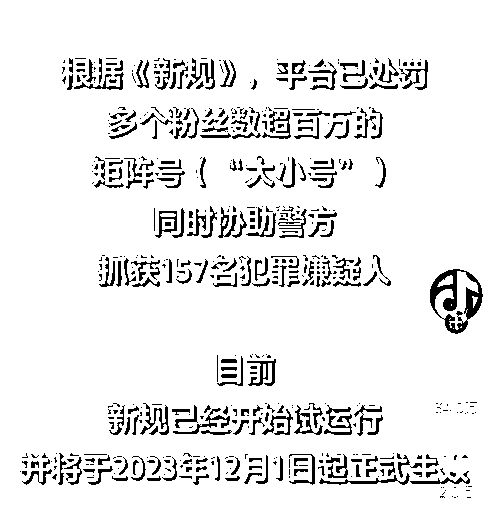 根据《新规》，平台已处罚
多个粉丝数超百万的
矩阵号（“大小号”）
同时协助警方
抓获157名犯罪嫌疑人
目前
新规已经开始试运行
并将于2023年12月1日起正式生效